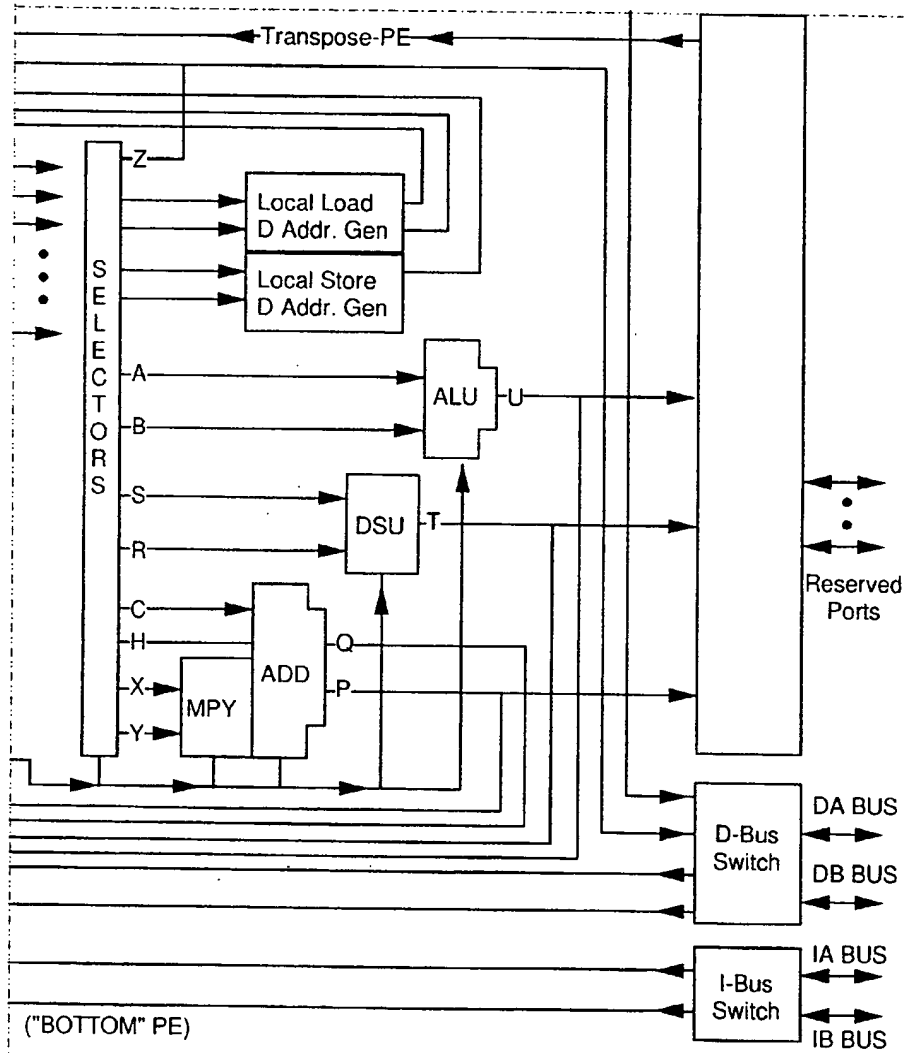 Transpose-PE
Z
Local Load
D Addr. Gen
Local Store
D Addr. Gen
SELECTORS
A
ALU
U
B
S
DSU
T
R
Reserved
Ports
C
H
ADD
Q
X
MPY
P
Y
DA BUS
D-Bus
Switch
DB BUS
IA BUS
I-Bus
Switch
("BOTTOM" PE)
IB BUS